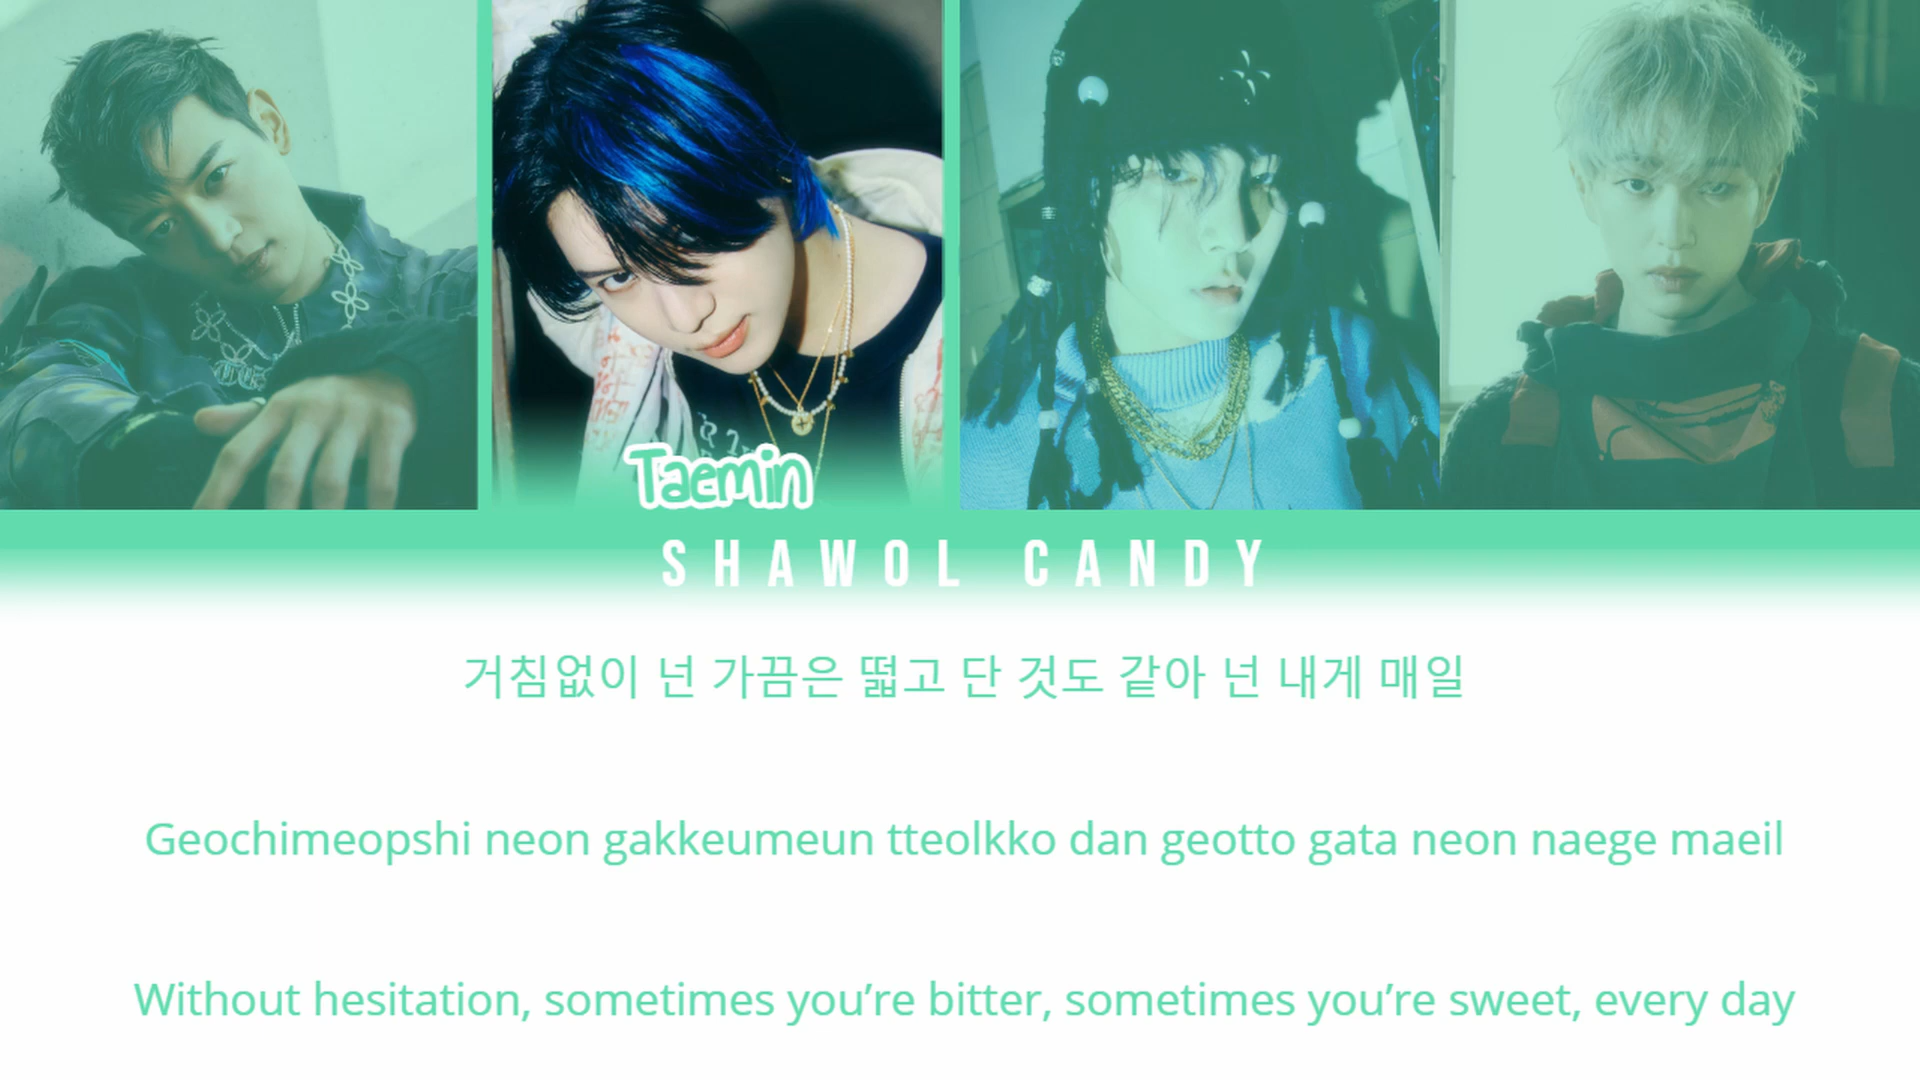 Taemin
SHAWOL CANDY
거침없이 넌 가끔은 떫고 단 것도 같아 넌 내게 매일
Geochimeopshi neon gakkeumeun tteolkko dan geotto gata neon naege maeil
Without hesitation, sometimes you’re bitter, sometimes you’re sweet, every day